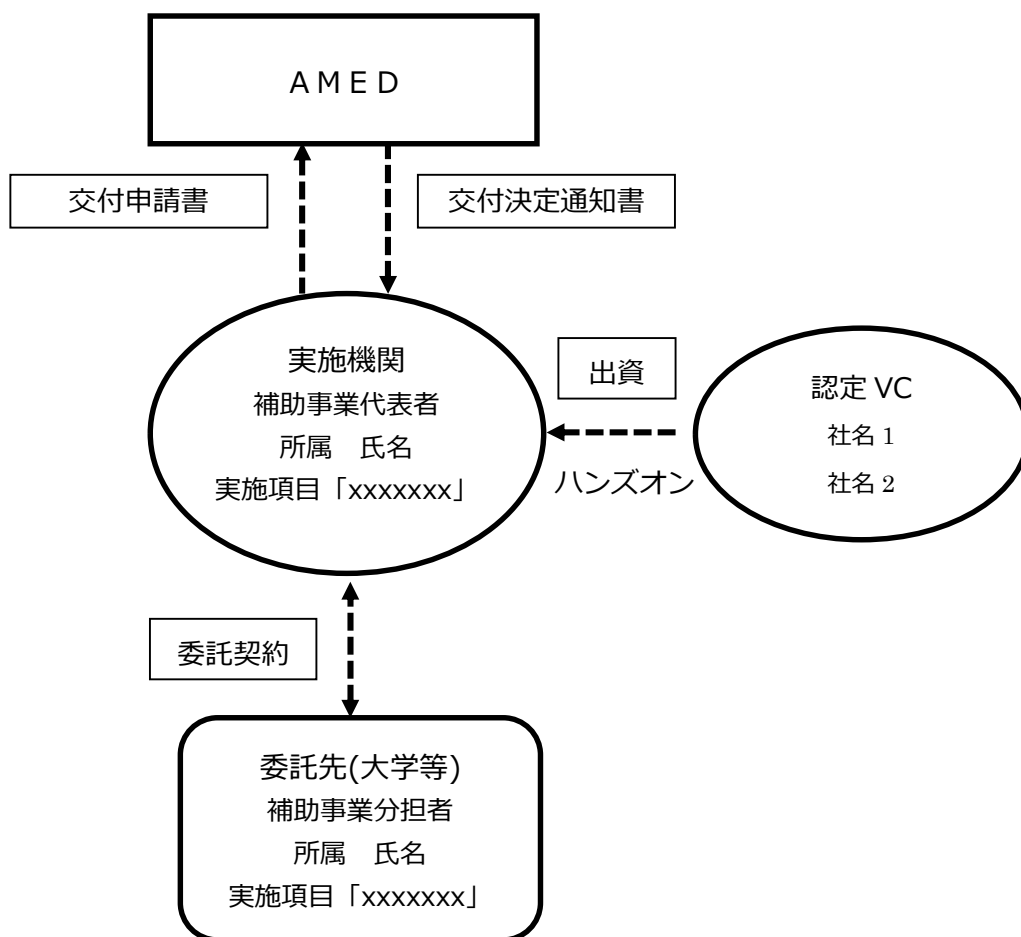 ＡＭＥＤ
交付申請書
交付決定通知書
実施機関
補助事業代表者
所属　氏名
実施項目「xxxxxxx」
出資
ハンズオン
認定 VC
社名 1
社名 2
委託契約
委託先(大学等)
補助事業分担者
所属　氏名
実施項目「xxxxxxx」